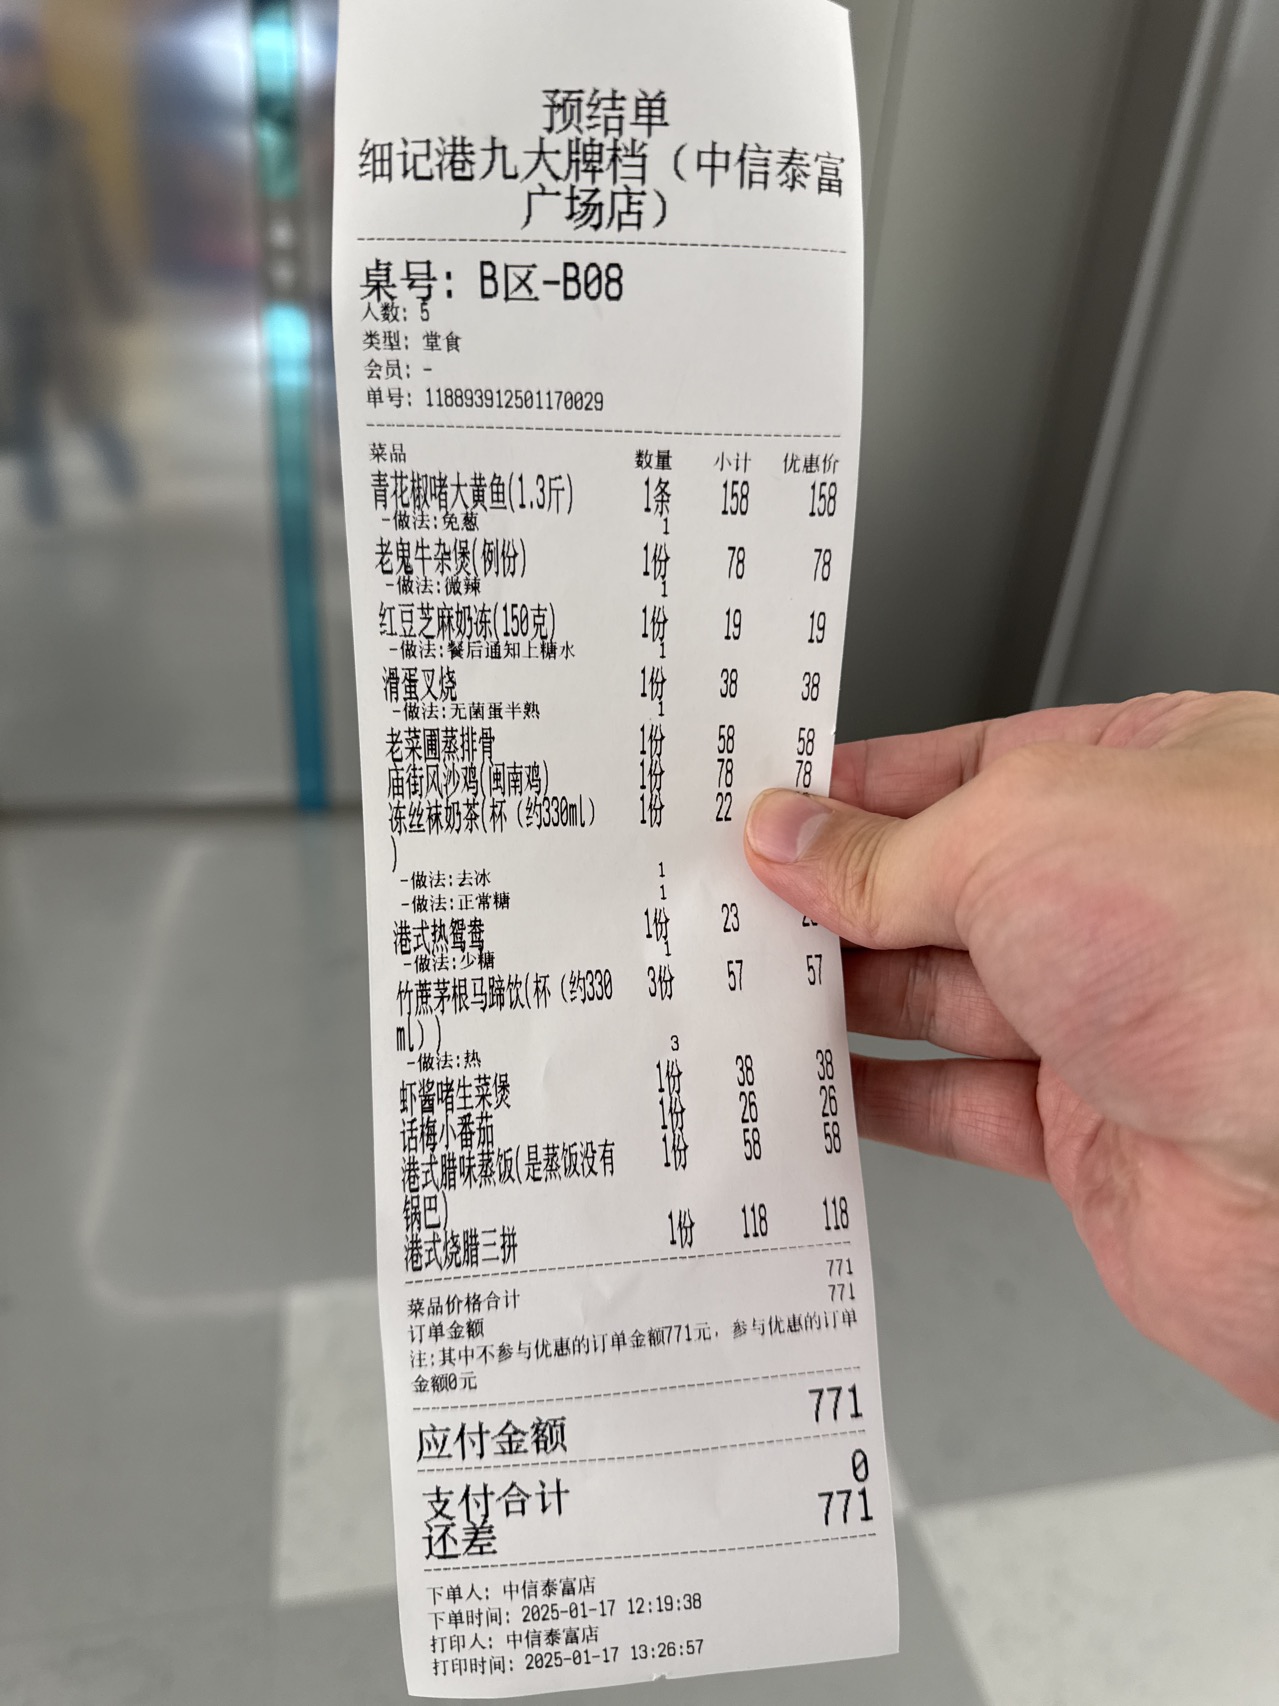 预结单
细记港九大牌档（中信泰富
广场店）
桌号: B区-B08
人数: 5
类型: 堂食
会员: -
单号: 118893912501170029
菜品 数量 小计 优惠价
青花椒啫大黄鱼(1.3斤) 1条 158 158
-做法:免葱 1
老鬼牛杂煲(例份) 1份 78 78
-做法:微辣 1
红豆芝麻奶冻(150克) 1份 19 19
-做法:餐后通知上糖水 1
滑蛋叉烧 1份 38 38
-做法:无菌蛋半熟 1
老菜圃蒸排骨 1份 58 58
庙街风沙鸡(闽南鸡) 1份 78 78
冻丝袜奶茶(杯（约330ml） 1份 22
)
-做法:去冰 1
-做法:正常糖 1
港式热鸳鸯 1份 23
-做法:少糖 1
竹蔗茅根马蹄饮(杯（约330 3份 57 57
ml）)
-做法:热 3
虾酱啫生菜煲 1份 38 38
话梅小番茄 1份 26 26
港式腊味蒸饭(是蒸饭没有 1份 58 58
锅巴)
港式烧腊三拼 1份 118 118
菜品价格合计 771
订单金额 771
注:其中不参与优惠的订单金额771元，参与优惠的订单
金额0元
应付金额 771
支付合计 0
还差 771
下单人: 中信泰富店
下单时间: 2025-01-17 12:19:38
打印人: 中信泰富店
打印时间: 2025-01-17 13:26:57